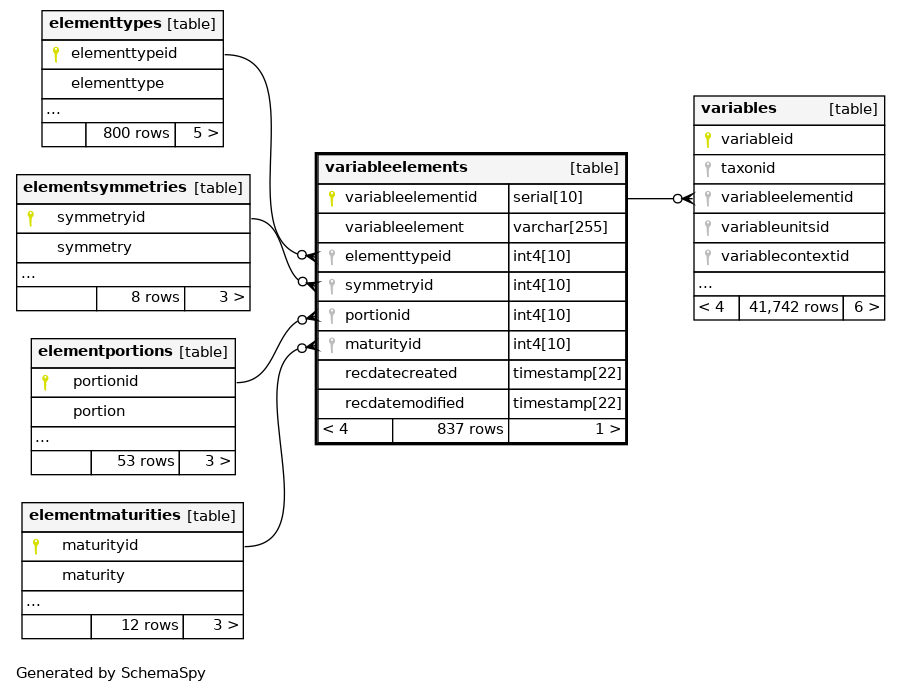 elementtypes [table]
elementtypeid
elementtype
...
800 rows 5 >
elementsymmetries [table]
symmetryid
symmetry
...
8 rows 3 >
elementportions [table]
portionid
portion
...
53 rows 3 >
elementmaturities [table]
maturityid
maturity
...
12 rows 3 >
variableelements [table]
variableelementid serial[10]
variableelement varchar[255]
elementtypeid int4[10]
symmetryid int4[10]
portionid int4[10]
maturityid int4[10]
recdatecreated timestamp[22]
recdatemodified timestamp[22]
< 4 837 rows 1 >
variables [table]
variableid
taxonid
variableelementid
variableunitsid
variablecontextid
...
< 4 41,742 rows 6 >
Generated by SchemaSpy